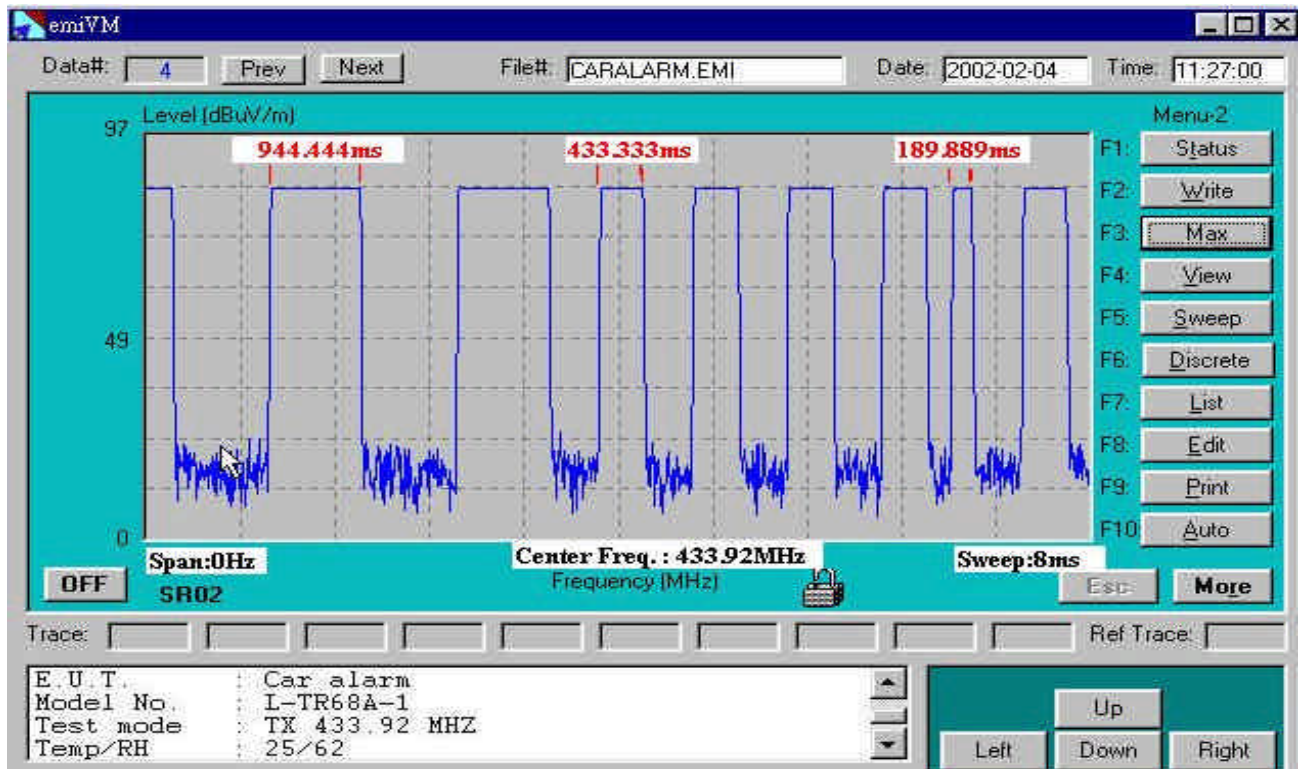 emiVM
Data#: 4 Prev Next File#: CARALARM.EMI Date: 2002-02-04 Time: 11:27:00
Level [dBuV/m] Menu-2
97
944.444ms 433.333ms 189.889ms
F1: Status
F2: Write
F3: Max
F4: View
F5: Sweep
49
F6: Discrete
F7: List
F8: Edit
F9: Print
F10 Auto
0
Span:0Hz Center Freq. : 433.92MHz Sweep:8ms
OFF SR02 Frequency [MHz] Esc More
Trace: Ref Trace:
E.U.T. : Car alarm
Model No. : L-TR68A-1
Test mode : TX 433.92 MHZ
Temp/RH : 25/62
Up
Left Down Right